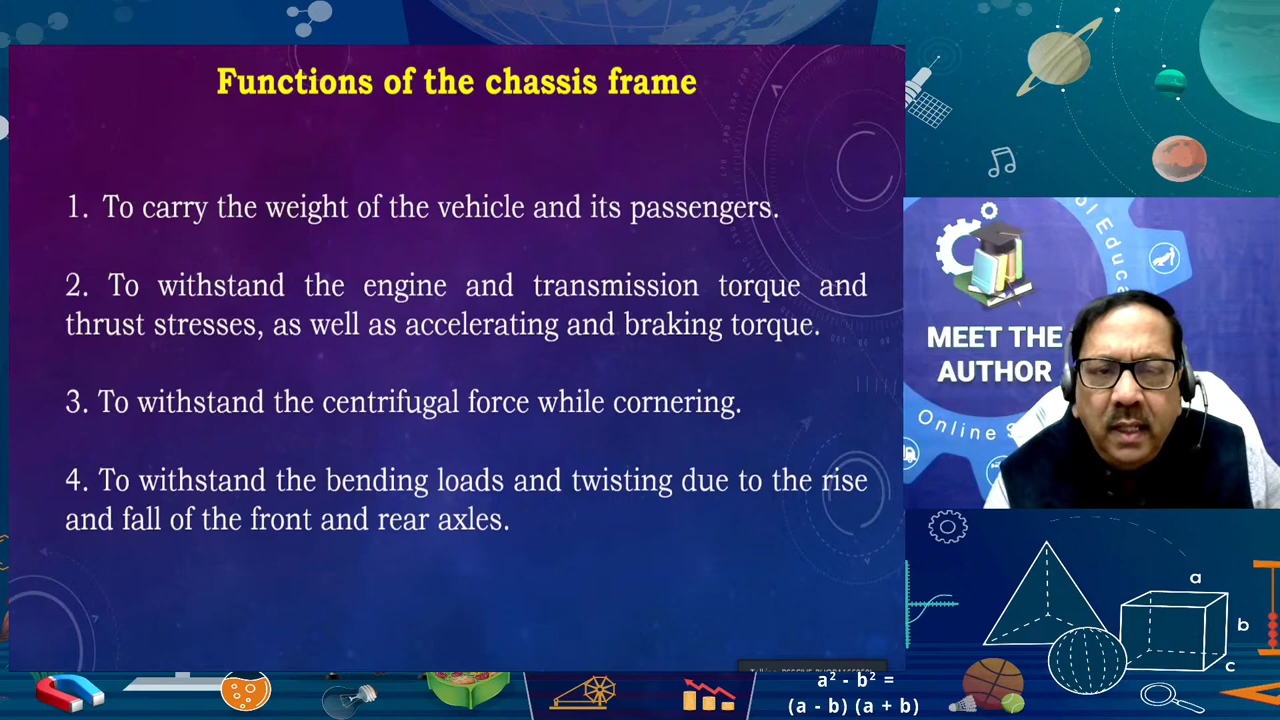 Functions of the chassis frame
1. To carry the weight of the vehicle and its passengers.
2. To withstand the engine and transmission torque and
thrust stresses, as well as accelerating and braking torque.
3. To withstand the centrifugal force while cornering.
4. To withstand the bending loads and twisting due to the rise
and fall of the front and rear axles.
MEET THE
AUTHOR
Online
a
b
c
a² - b² =
(a - b) (a + b)